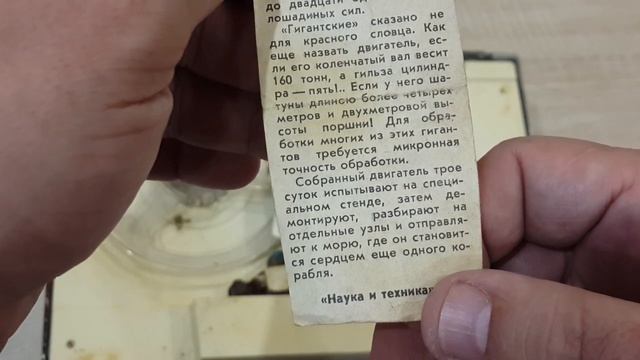 до двадцати од
лошадиных сил.
«Гигантские» сказано не
для красного словца. Как
еще назвать двигатель, ес-
ли его коленчатый вал весит
160 тонн, а гильза цилинд-
ра — пять!.. Если у него ша-
туны длиною более четырех
метров и двухметровой вы-
соты поршни! Для обра-
ботки многих из этих гиган-
тов требуется микронная
точность обработки.
Собранный двигатель трое
суток испытывают на специ-
альном стенде, затем де-
монтируют, разбирают на
отдельные узлы и отправля-
ют к морю, где он становит-
ся сердцем еще одного ко-
рабля.
«Наука и техника»